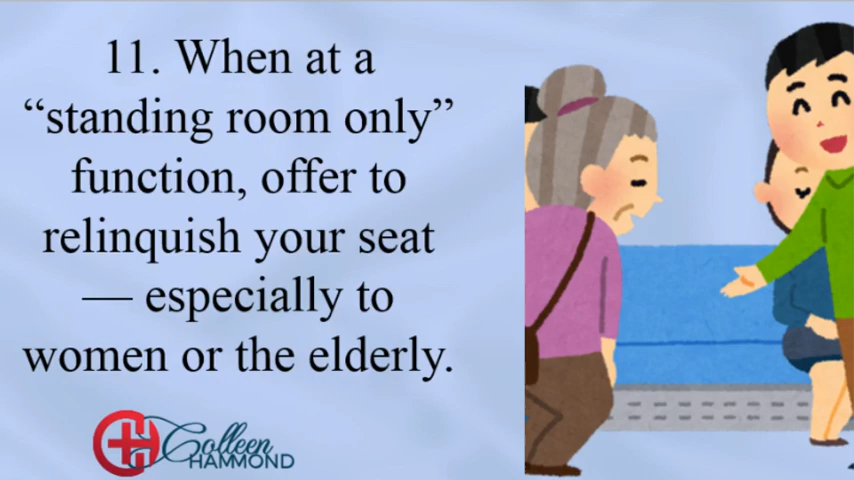 11. When at a
“standing room only”
function, offer to
relinquish your seat
— especially to
women or the elderly.
Colleen
HAMMOND